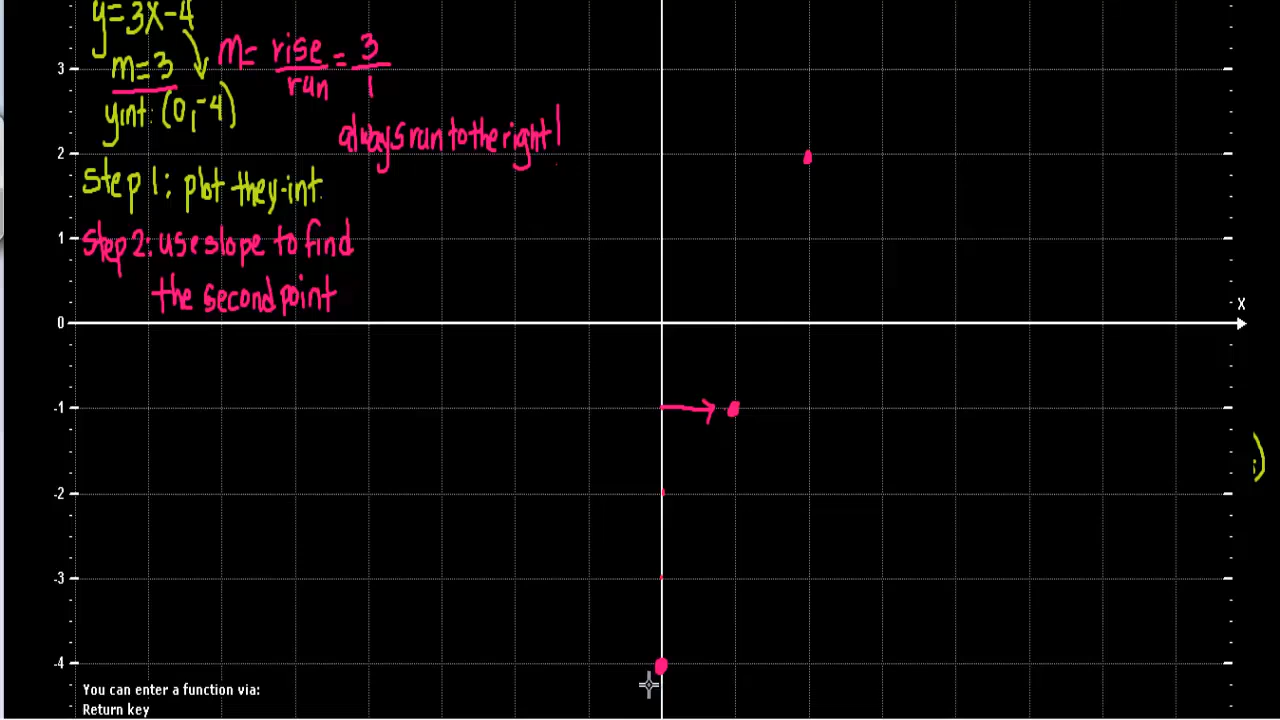 y=3x-4
m=3
m= rise/run = 3/1
yint: (0,-4)
always run to the right!
Step 1: plot the y-int.
Step 2: use slope to find
the second point
3
2
1
0
-1
-2
-3
-4
X
You can enter a function via:
Return key